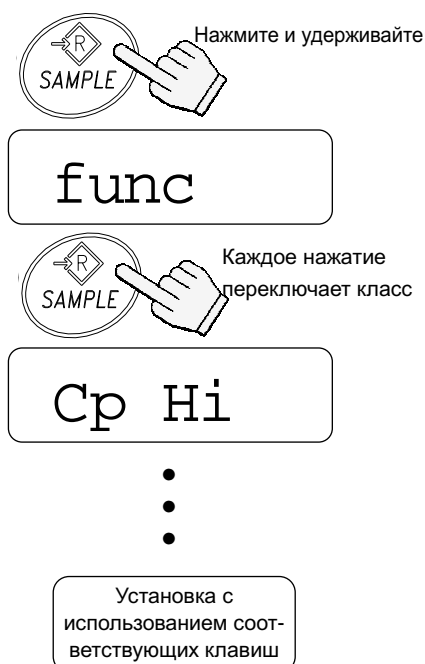 Нажмите и удерживайте
R
SAMPLE
func
Каждое нажатие
переключает класс
R
SAMPLE
Cp Hi
Установка с
использованием соот-
ветствующих клавиш